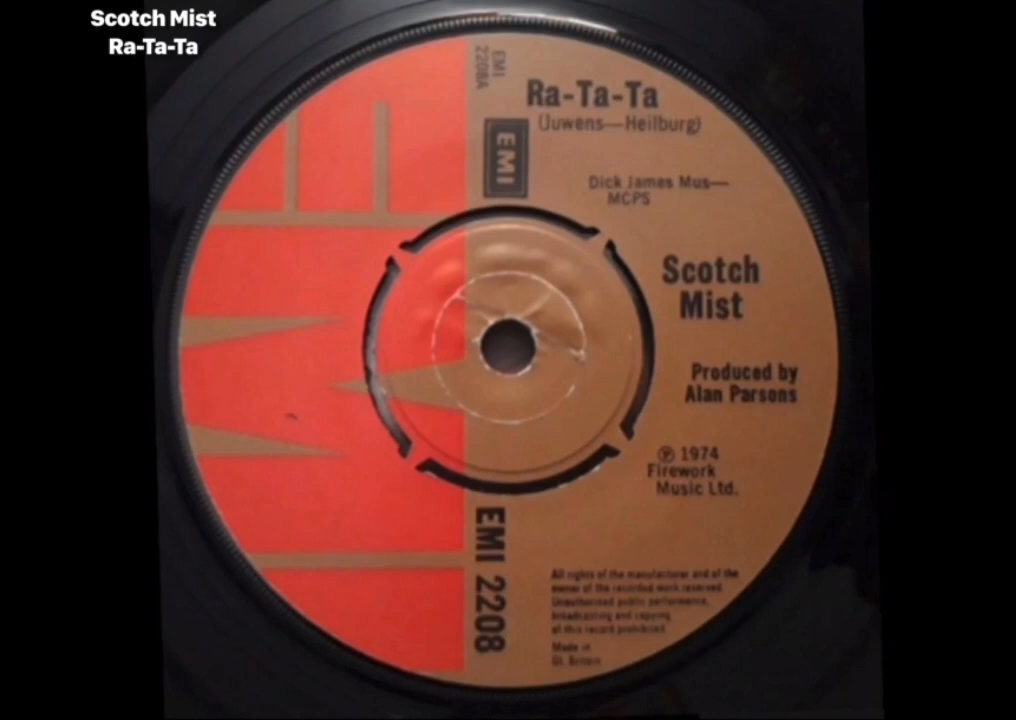 Scotch Mist
Ra-Ta-Ta
EMI
2208A
Ra-Ta-Ta
(Juwens—Heilburg)
EMI
Dick James Mus—
MCPS
Scotch
Mist
Produced by
Alan Parsons
Ⓟ 1974
Firework
Music Ltd.
EMI 2208
All rights of the manufacturer and of the
owner of the recorded work reserved
Unauthorised public performance,
broadcasting and copying
of this record prohibited
Made in
Gt. Britain
EMI